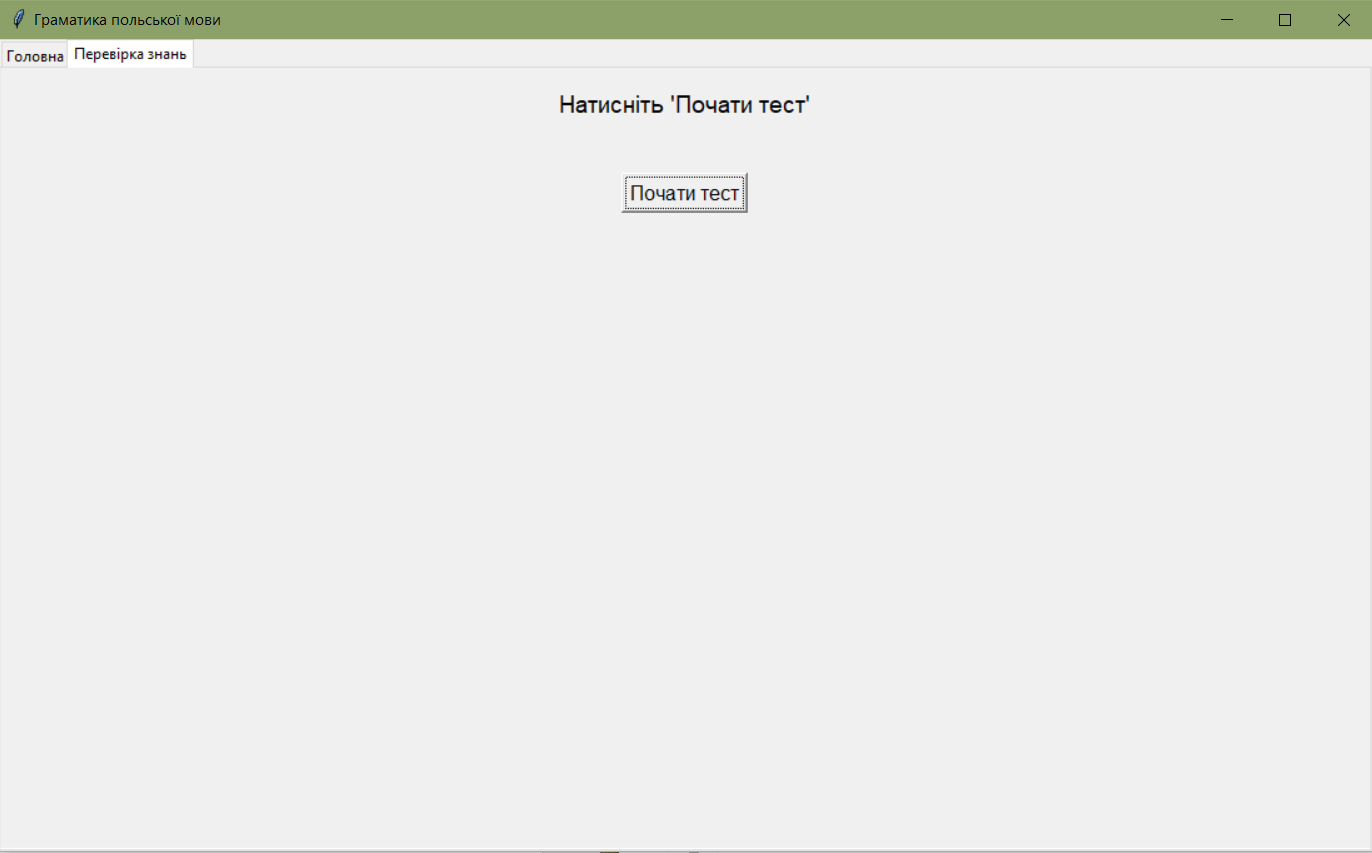 Граматика польської мови
Головна
Перевірка знань
Натисніть 'Почати тест'
Почати тест